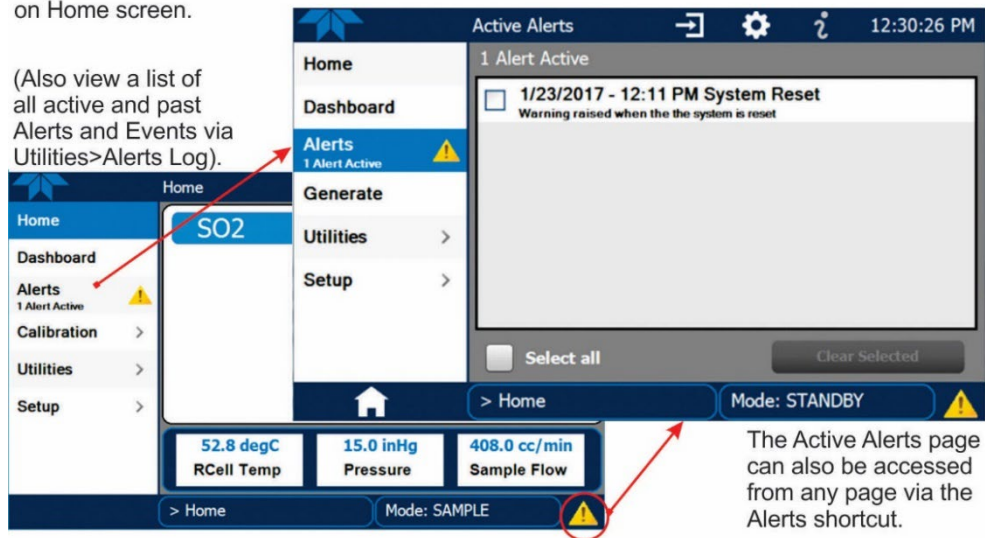 on Home screen.
(Also view a list of
all active and past
Alerts and Events via
Utilities>Alerts Log).
Active Alerts
12:30:26 PM
Home
Dashboard
Alerts
1 Alert Active
Generate
Utilities >
Setup >
1 Alert Active
1/23/2017 - 12:11 PM System Reset
Warning raised when the the system is reset
Select all
Clear Selected
> Home
Mode: STANDBY
Home
Home
Dashboard
Alerts
1 Alert Active
Calibration >
Utilities >
Setup >
SO2
52.8 degC
RCell Temp
15.0 inHg
Pressure
408.0 cc/min
Sample Flow
> Home
Mode: SAMPLE
The Active Alerts page
can also be accessed
from any page via the
Alerts shortcut.